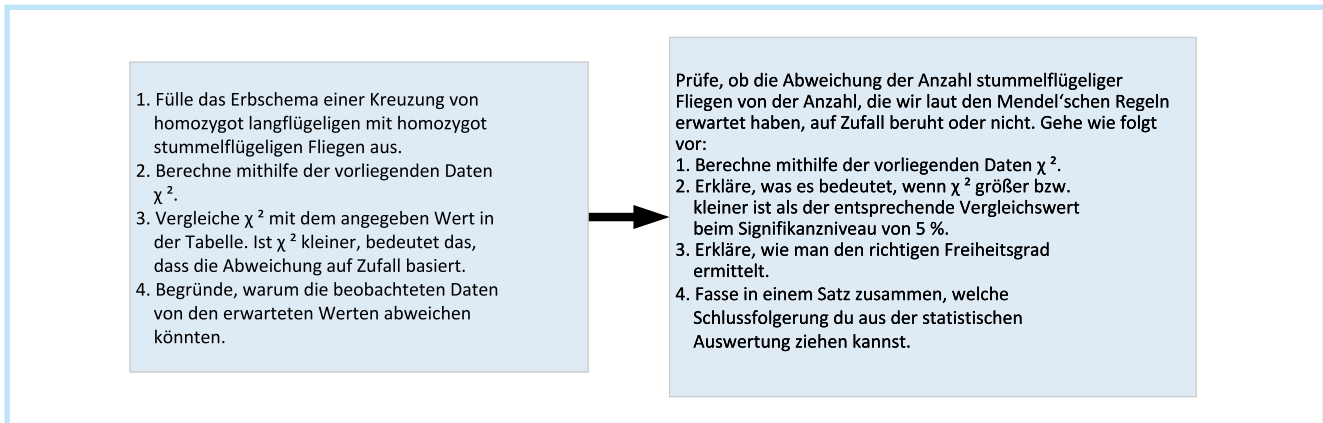 1. Fülle das Erbschema einer Kreuzung von
homozygot langflügeligen mit homozygot
stummelflügeligen Fliegen aus.
2. Berechne mithilfe der vorliegenden Daten
χ ².
3. Vergleiche χ ² mit dem angegeben Wert in
der Tabelle. Ist χ ² kleiner, bedeutet das,
dass die Abweichung auf Zufall basiert.
4. Begründe, warum die beobachteten Daten
von den erwarteten Werten abweichen
könnten.
Prüfe, ob die Abweichung der Anzahl stummelflügeliger
Fliegen von der Anzahl, die wir laut den Mendel‘schen Regeln
erwartet haben, auf Zufall beruht oder nicht. Gehe wie folgt
vor:
1. Berechne mithilfe der vorliegenden Daten χ ².
2. Erkläre, was es bedeutet, wenn χ ² größer bzw.
kleiner ist als der entsprechende Vergleichswert
beim Signifikanzniveau von 5 %.
3. Erkläre, wie man den richtigen Freiheitsgrad
ermittelt.
4. Fasse in einem Satz zusammen, welche
Schlussfolgerung du aus der statistischen
Auswertung ziehen kannst.